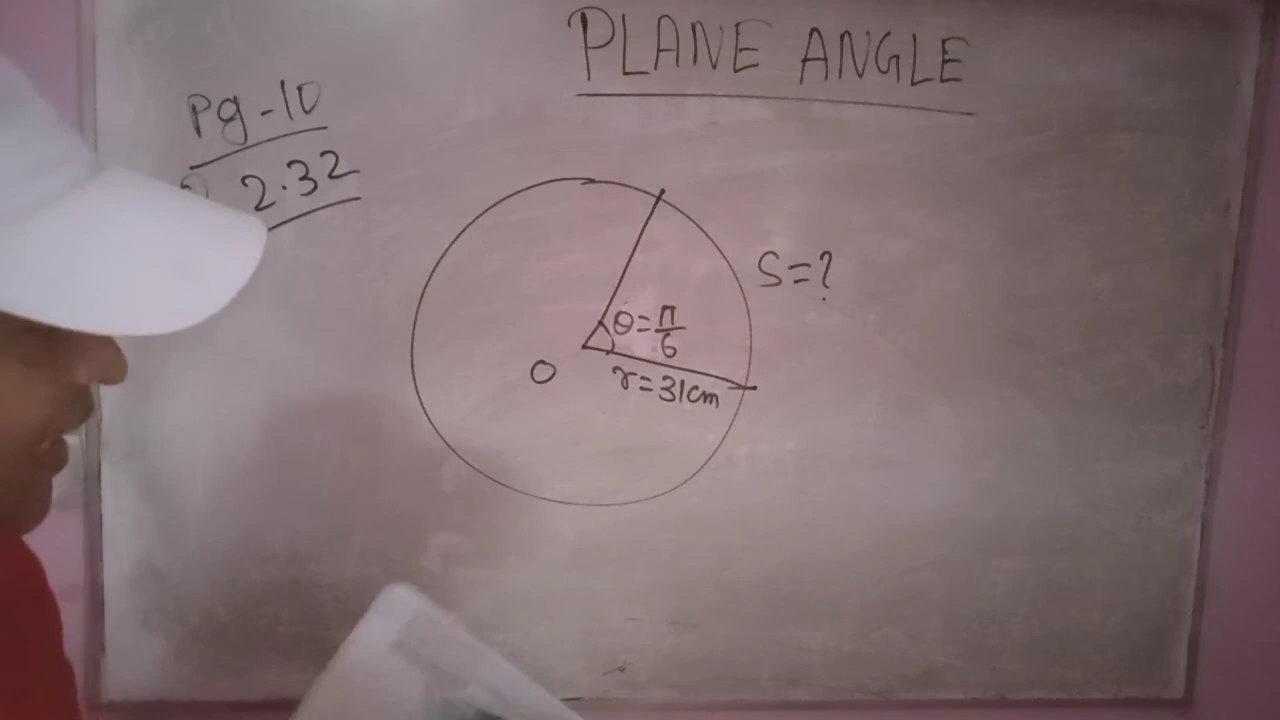 PLANE ANGLE
Pg-10
2.32
S=?
θ=π/6
O
r=31cm